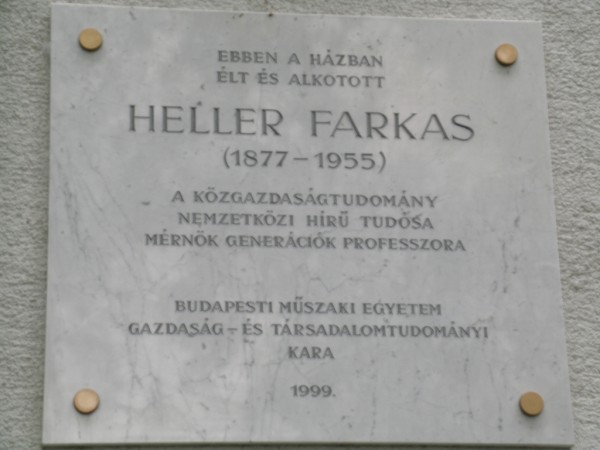 EBBEN A HÁZBAN
ÉLT ÉS ALKOTOTT
HELLER FARKAS
(1877-1955)
A KÖZGAZDASÁGTUDOMÁNY
NEMZETKÖZI HÍRŰ TUDÓSA
MÉRNÖK GENERÁCIÓK PROFESSZORA
BUDAPESTI MŰSZAKI EGYETEM
GAZDASÁG- ÉS TÁRSADALOMTUDOMÁNYI
KARA
1999.